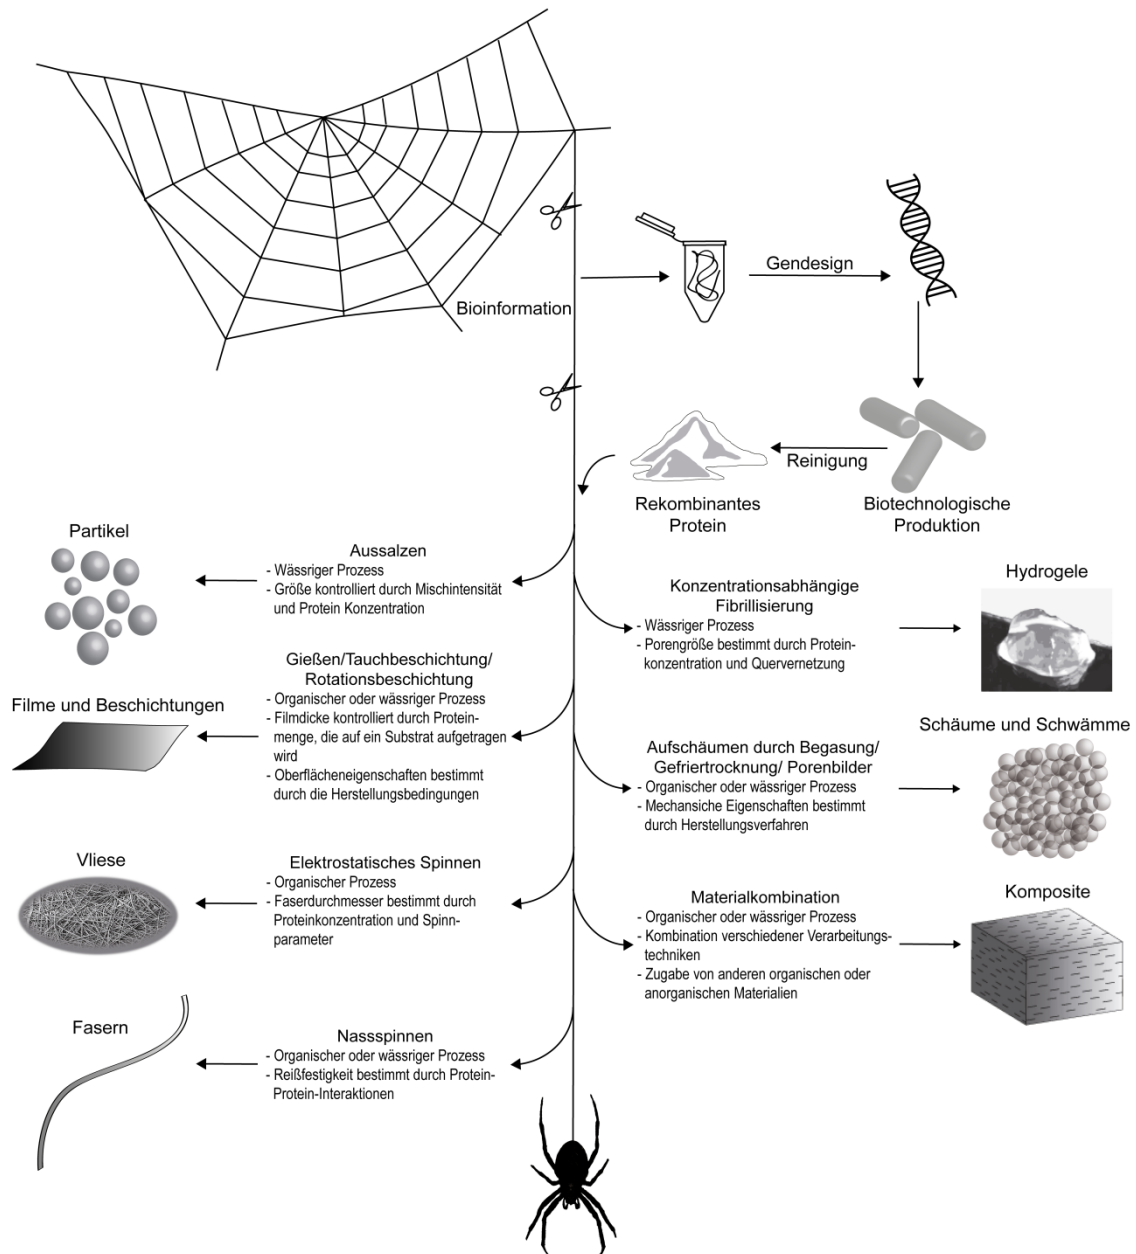 Bioinformation
Gendesign
Reinigung
Rekombinantes
Protein
Biotechnologische
Produktion
Partikel
Aussalzen
- Wässriger Prozess
- Größe kontrolliert durch Mischintensität
und Protein Konzentration
Konzentrationsabhängige
Fibrillisierung
- Wässriger Prozess
- Porengröße bestimmt durch Protein-
konzentration und Quervernetzung
Hydrogele
Filme und Beschichtungen
Gießen/Tauchbeschichtung/
Rotationsbeschichtung
- Organischer oder wässriger Prozess
- Filmdicke kontrolliert durch Protein-
menge, die auf ein Substrat aufgetragen
wird
- Oberflächeneigenschaften bestimmt
durch die Herstellungsbedingungen
Aufschäumen durch Begasung/
Gefriertrocknung/ Porenbilder
- Organischer oder wässriger Prozess
- Mechansiche Eigenschaften bestimmt
durch Herstellungsverfahren
Schäume und Schwämme
Vliese
Elektrostatisches Spinnen
- Organischer Prozess
- Faserdurchmesser bestimmt durch
Proteinkonzentration und Spinn-
parameter
Materialkombination
- Organischer oder wässriger Prozess
- Kombination verschiedener Verarbeitungs-
techniken
- Zugabe von anderen organischen oder
anorganischen Materialien
Komposite
Fasern
Nassspinnen
- Organischer oder wässriger Prozess
- Reißfestigkeit bestimmt durch Protein-
Protein-Interaktionen